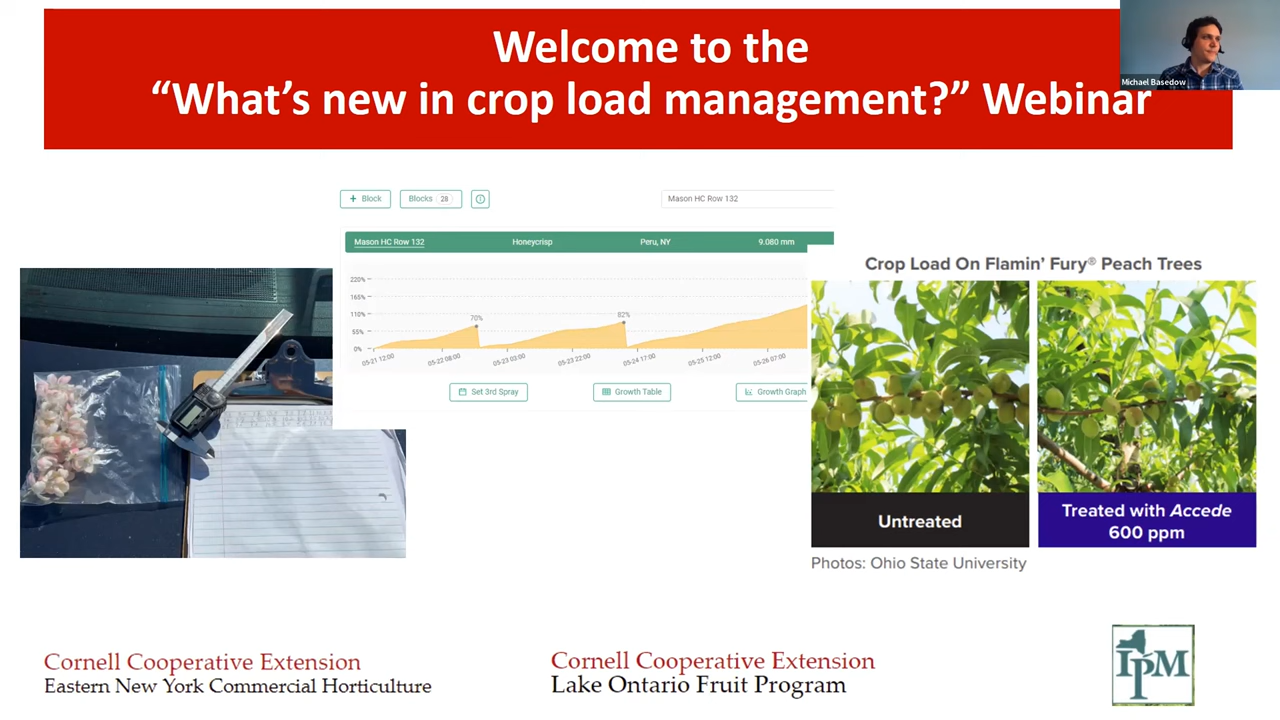 Welcome to the
“What’s new in crop load management?” Webinar
Michael Basedow
+ Block
Blocks 28
Mason HC Row 132
Mason HC Row 132
Honeycrisp
Peru, NY
9.080 mm
220%
165%
110%
55%
0%
70%
82%
05-21 12:00
05-22 08:00
05-23 03:00
05-23 22:00
05-24 17:00
05-25 12:00
05-26 07:00
Set 3rd Spray
Growth Table
Growth Graph
Crop Load On Flamin’ Fury® Peach Trees
Untreated
Treated with Accede
600 ppm
Photos: Ohio State University
Cornell Cooperative Extension
Eastern New York Commercial Horticulture
Cornell Cooperative Extension
Lake Ontario Fruit Program
IPM